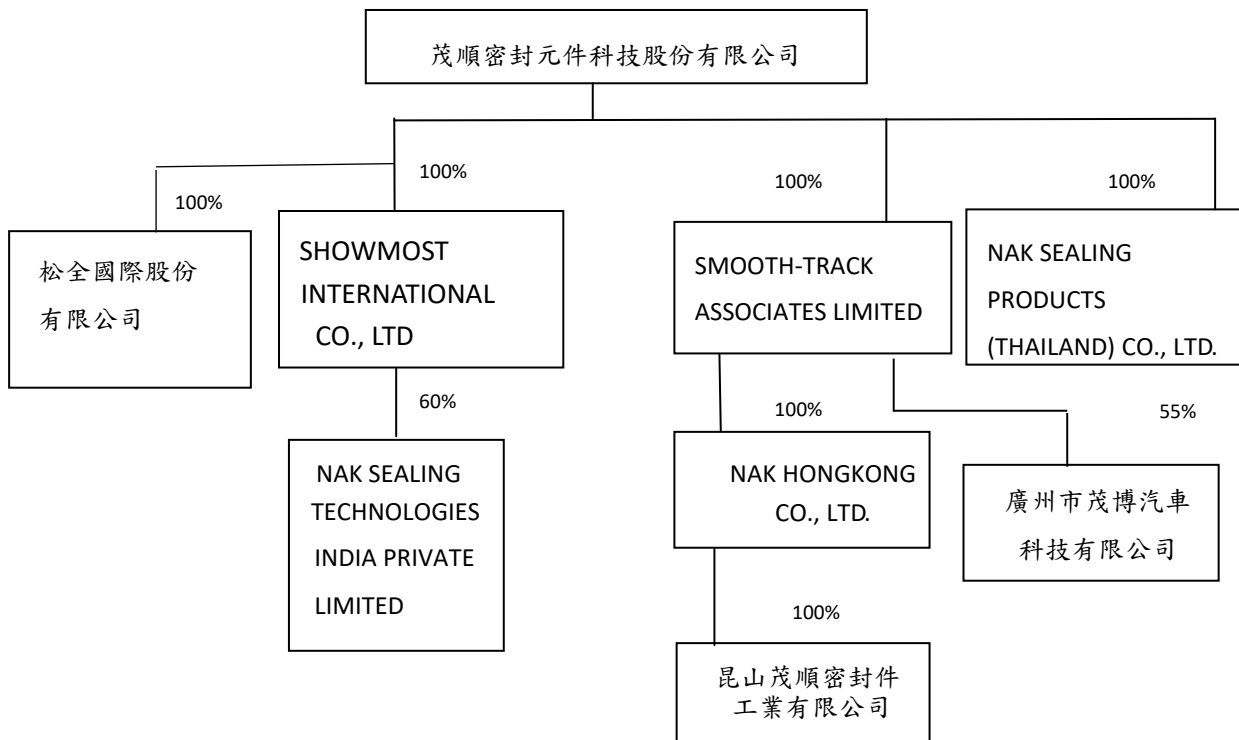 茂順密封元件科技股份有限公司
100%
100%
100%
100%
松全國際股份
有限公司
SHOWMOST
INTERNATIONAL
CO., LTD
SMOOTH-TRACK
ASSOCIATES LIMITED
NAK SEALING
PRODUCTS
(THAILAND) CO., LTD.
60%
100%
55%
NAK SEALING
TECHNOLOGIES
INDIA PRIVATE
LIMITED
NAK HONGKONG
CO., LTD.
廣州市茂博汽車
科技有限公司
100%
昆山茂順密封件
工業有限公司